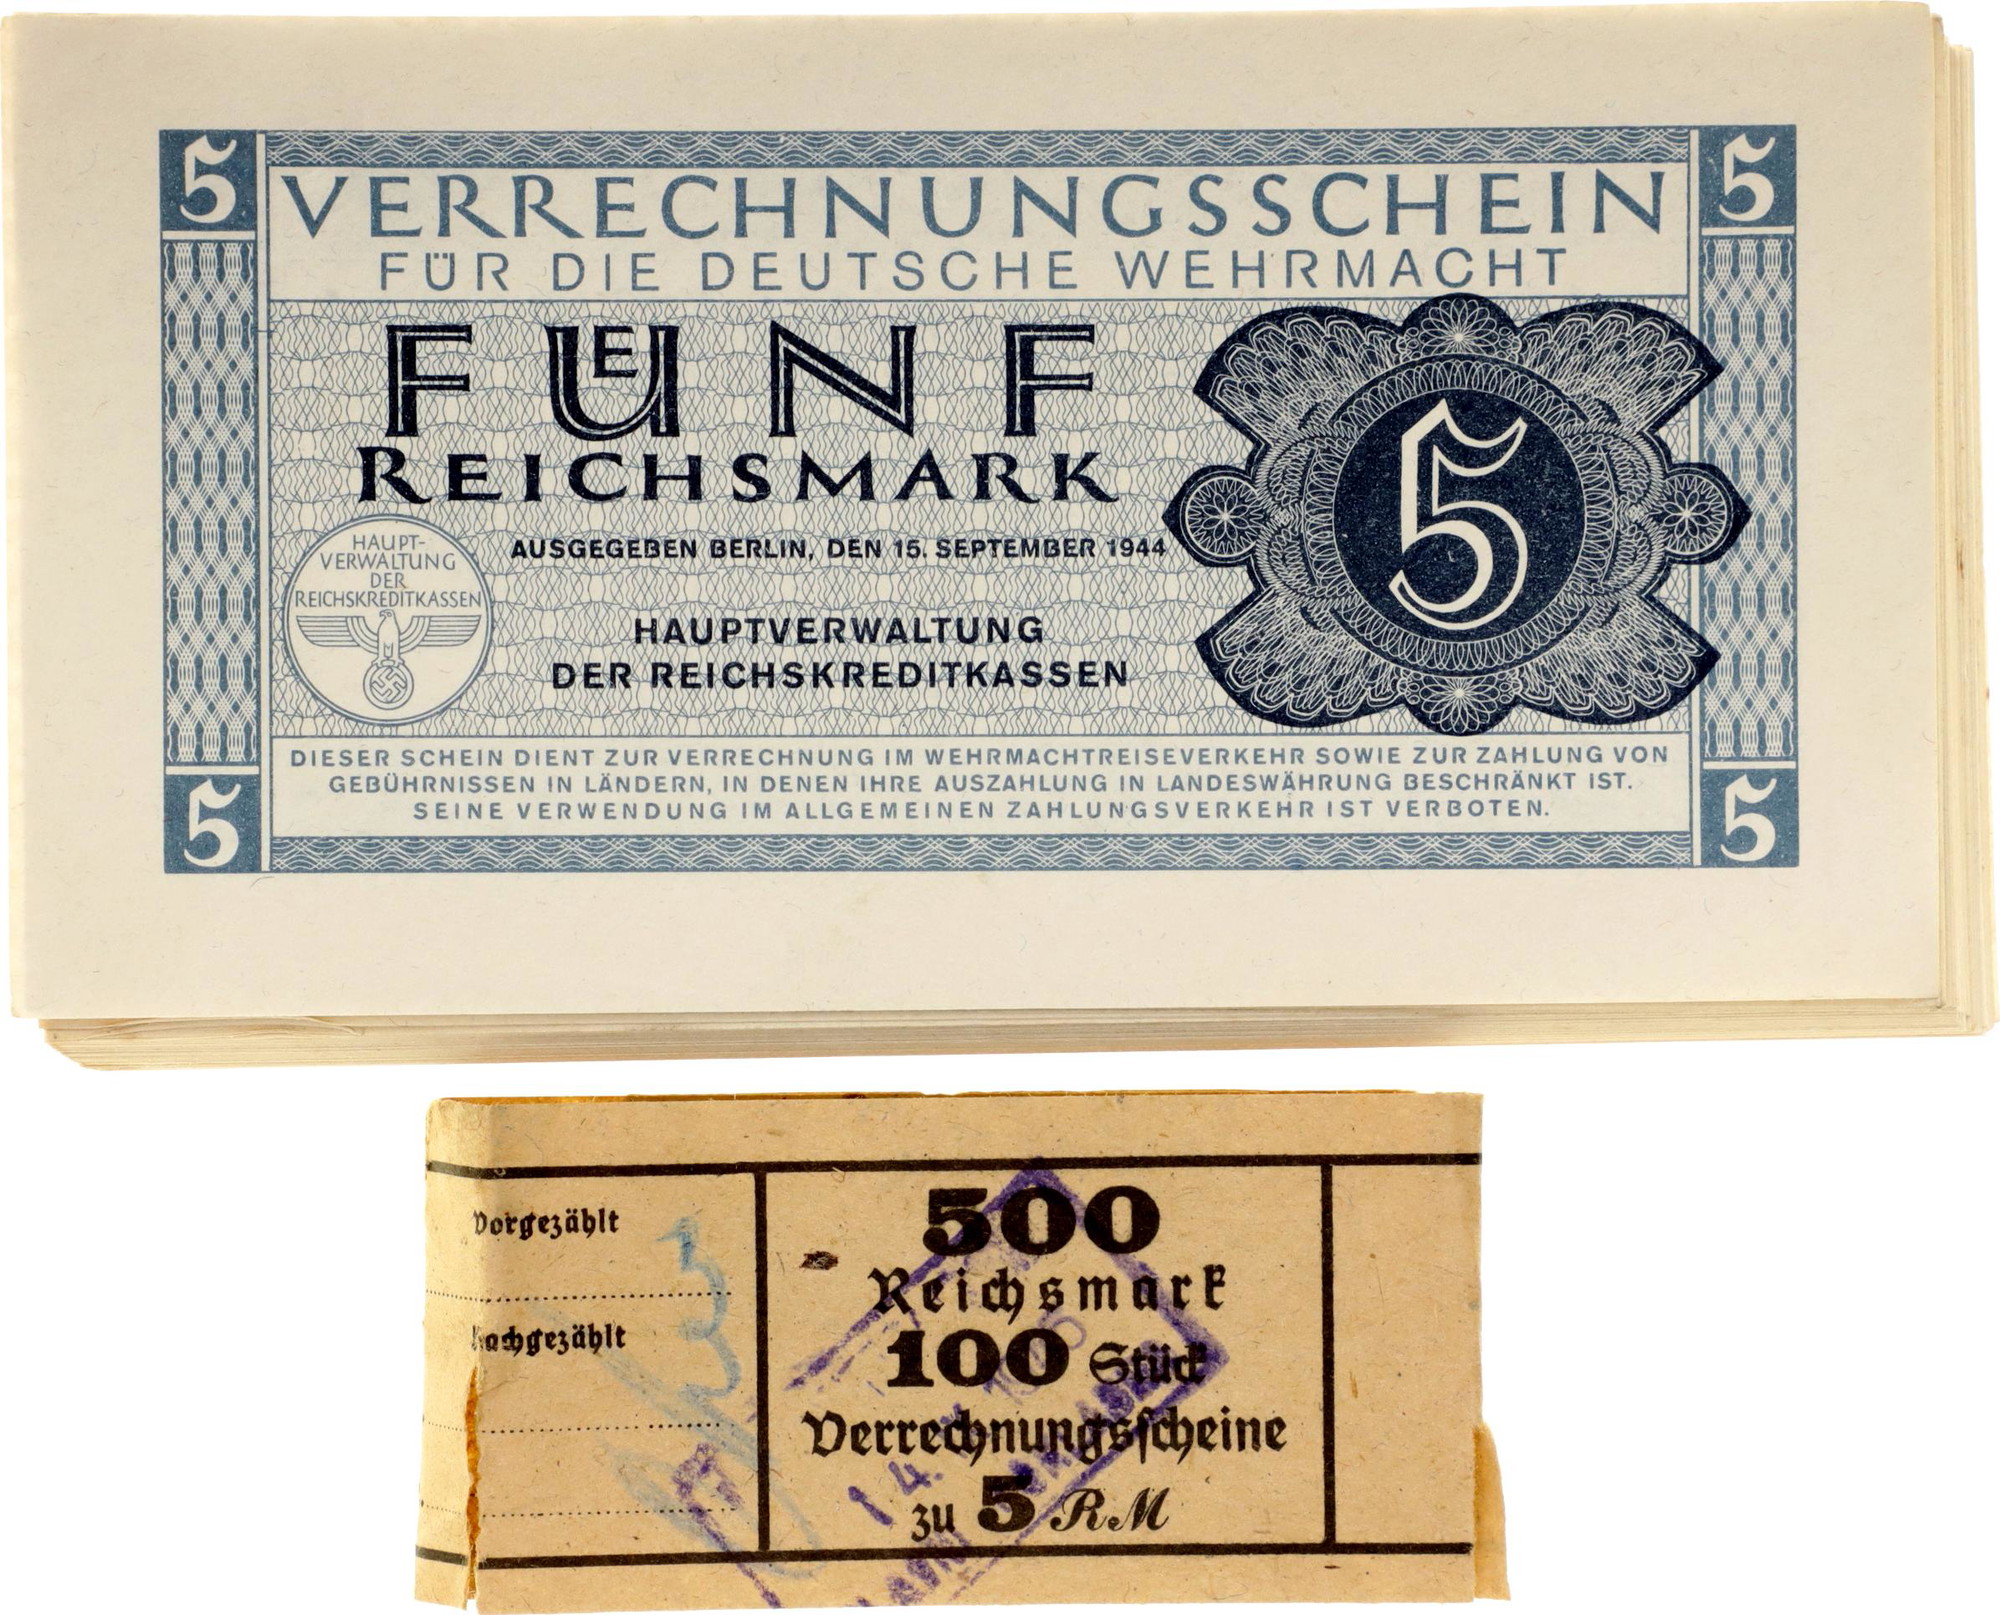 5 5
VERRECHNUNGSSCHEIN
FÜR DIE DEUTSCHE WEHRMACHT
FUENF
REICHSMARK
5
AUSGEGEBEN BERLIN, DEN 15. SEPTEMBER 1944
HAUPT-
VERWALTUNG
DER
REICHSKREDITKASSEN
HAUPTVERWALTUNG
DER REICHSKREDITKASSEN
DIESER SCHEIN DIENT ZUR VERRECHNUNG IM WEHRMACHTREISEVERKEHR SOWIE ZUR ZAHLUNG VON
GEBÜHRNISSEN IN LÄNDERN, IN DENEN IHRE AUSZAHLUNG IN LANDESWÄHRUNG BESCHRÄNKT IST.
SEINE VERWENDUNG IM ALLGEMEINEN ZAHLUNGSVERKEHR IST VERBOTEN.
5 5
Vorgezählt
Nachgezählt
500
Reichsmark
100 Stück
Verrechnungsscheine
zu 5 RM